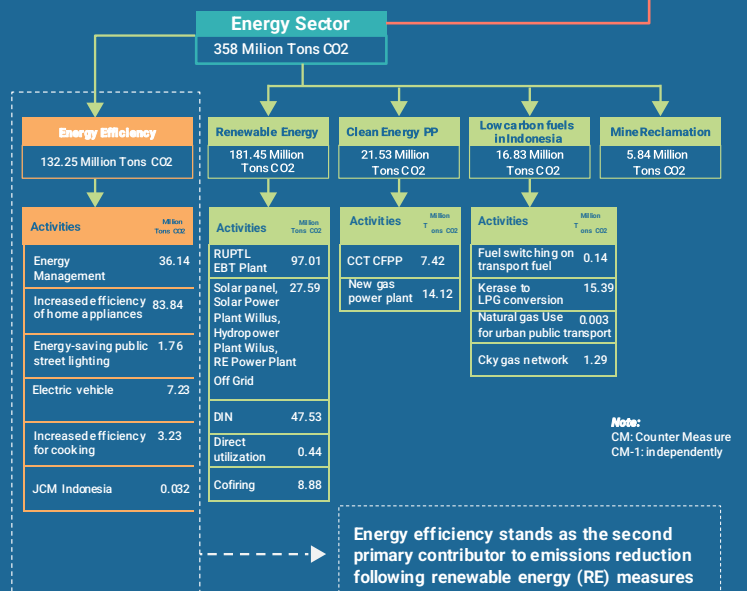 Energy Sector
358 Milion Tons CO2
Energy Efficiency
132.25 Million Tons CO2
Renewable Energy
181.45 Million
Tons CO2
Clean Energy PP
21.53 Million
Tons CO2
Low carbon fuels
in Indonesia
16.83 Million
Tons CO2
Mine Reclamation
5.84 Million
Tons CO2
Activities
Million
Tons CO2
Energy
Management
36.14
Increased efficiency
of home appliances
83.84
Energy-saving public
street lighting
1.76
Electric vehicle
7.23
Increased efficiency
for cooking
3.23
JCM Indonesia
0.032
Activities
Million
Tons CO2
RUPTL
EBT Plant
97.01
Solar panel,
Solar Power
Plant Willus,
Hydropower
Plant Wilus,
RE Power Plant
Off Grid
27.59
DIN
47.53
Direct
utilization
0.44
Cofiring
8.88
Activities
Million
T ons CO2
CCT CFPP
7.42
New gas
power plant
14.12
Activities
Million
T ons CO2
Fuel switching on
transport fuel
0.14
Kerase to
LPG conversion
15.39
Natural gas Use
for urban public transport
0.003
Cky gas network
1.29
Note:
CM: Counter Measure
CM-1: independently
Energy efficiency stands as the second
primary contributor to emissions reduction
following renewable energy (RE) measures